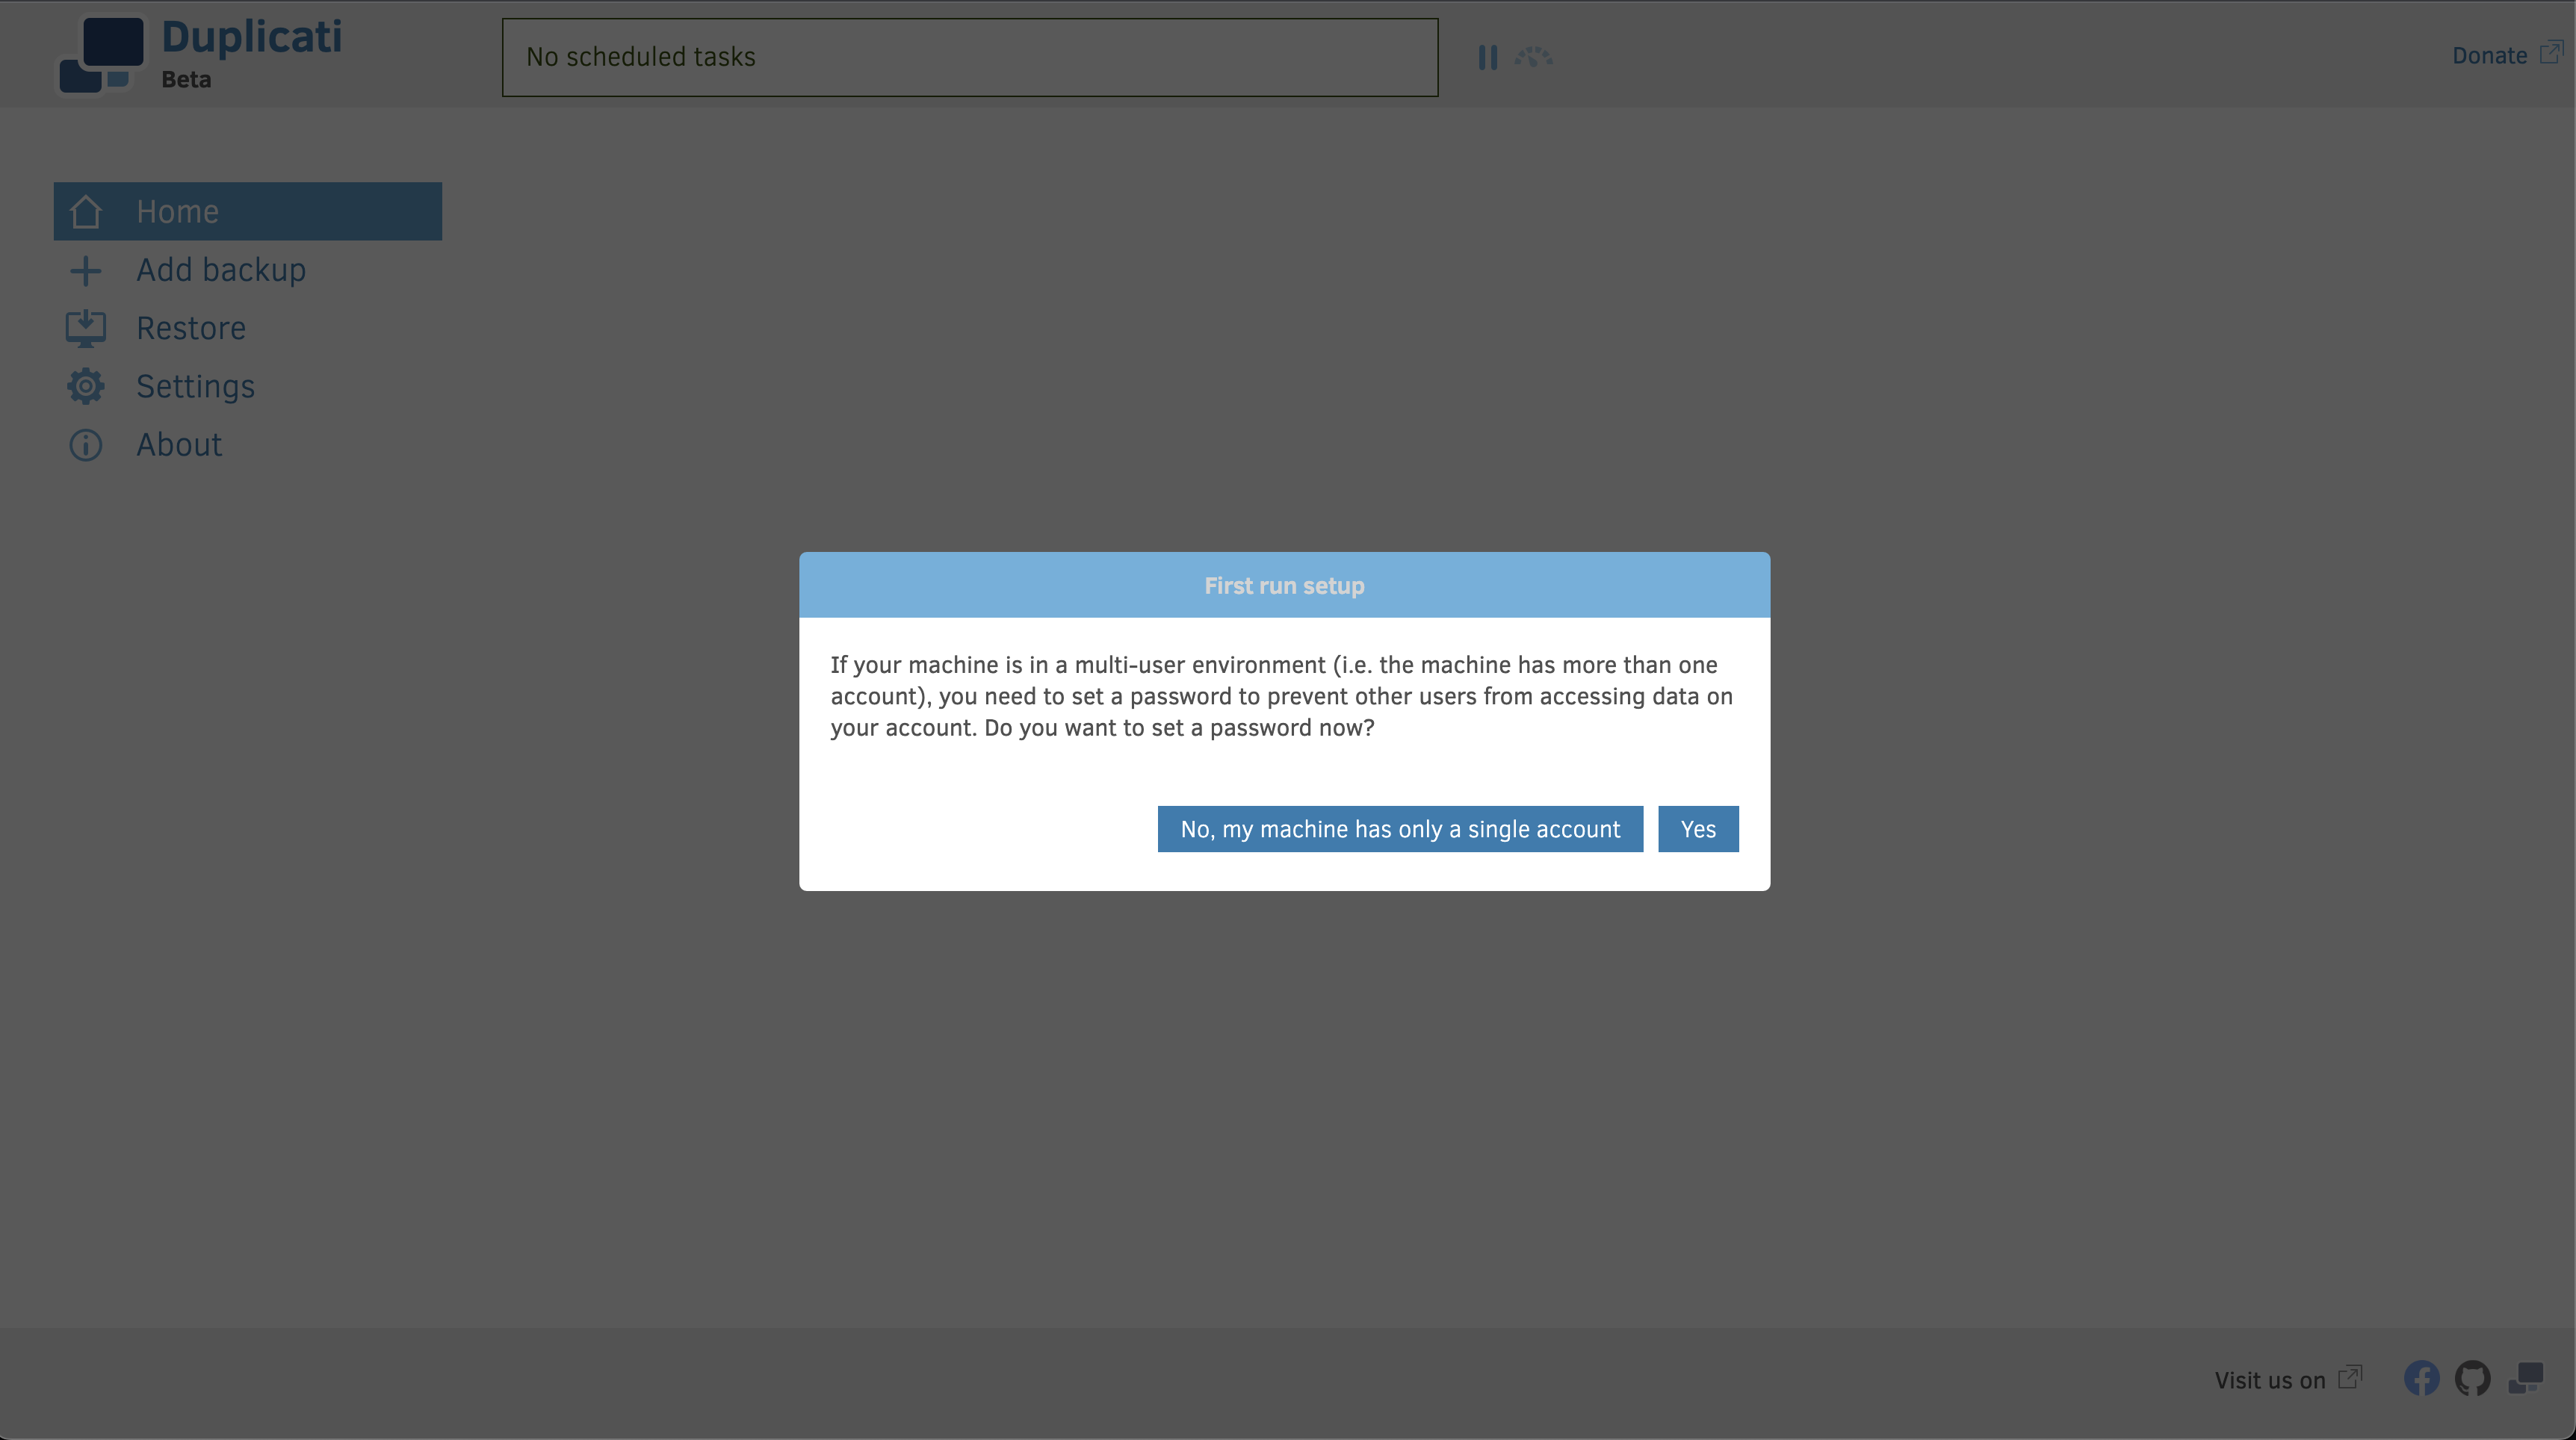 Duplicati
Beta
No scheduled tasks
Donate
Home
Add backup
Restore
Settings
About
First run setup
If your machine is in a multi-user environment (i.e. the machine has more than one
account), you need to set a password to prevent other users from accessing data on
your account. Do you want to set a password now?
No, my machine has only a single account
Yes
Visit us on